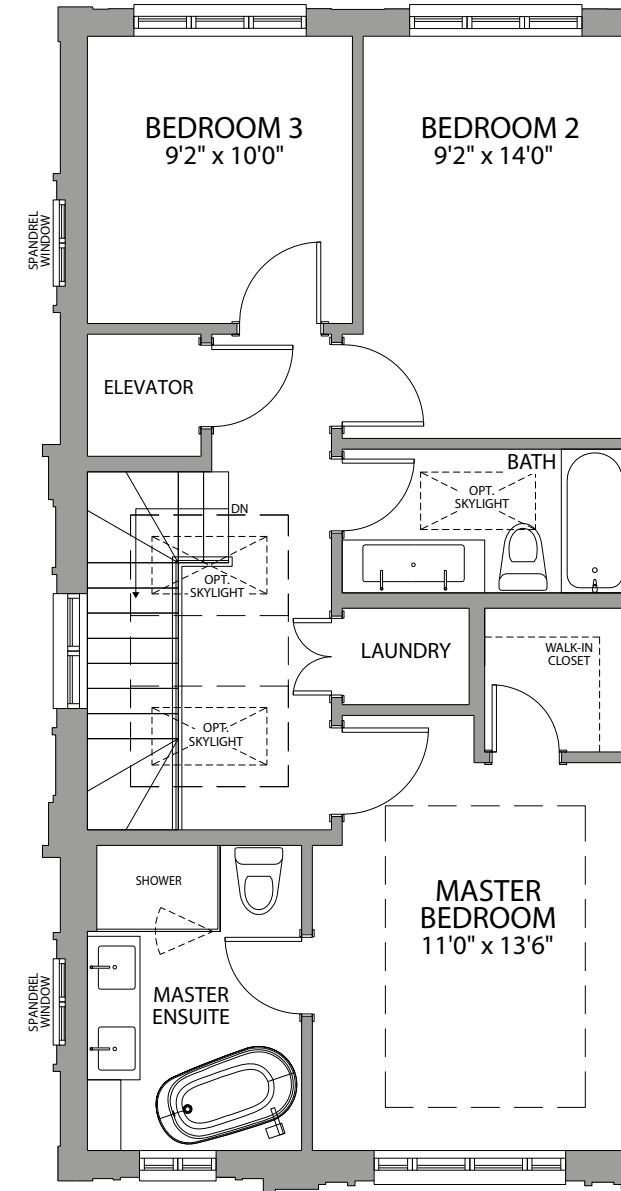 BEDROOM 3
9'2" x 10'0"
BEDROOM 2
9'2" x 14'0"
SPANDREL
WINDOW
ELEVATOR
BATH
OPT.
SKYLIGHT
DN
OPT.
SKYLIGHT
LAUNDRY
WALK-IN
CLOSET
OPT.
SKYLIGHT
SHOWER
MASTER
BEDROOM
11'0" x 13'6"
SPANDREL
WINDOW
MASTER
ENSUITE